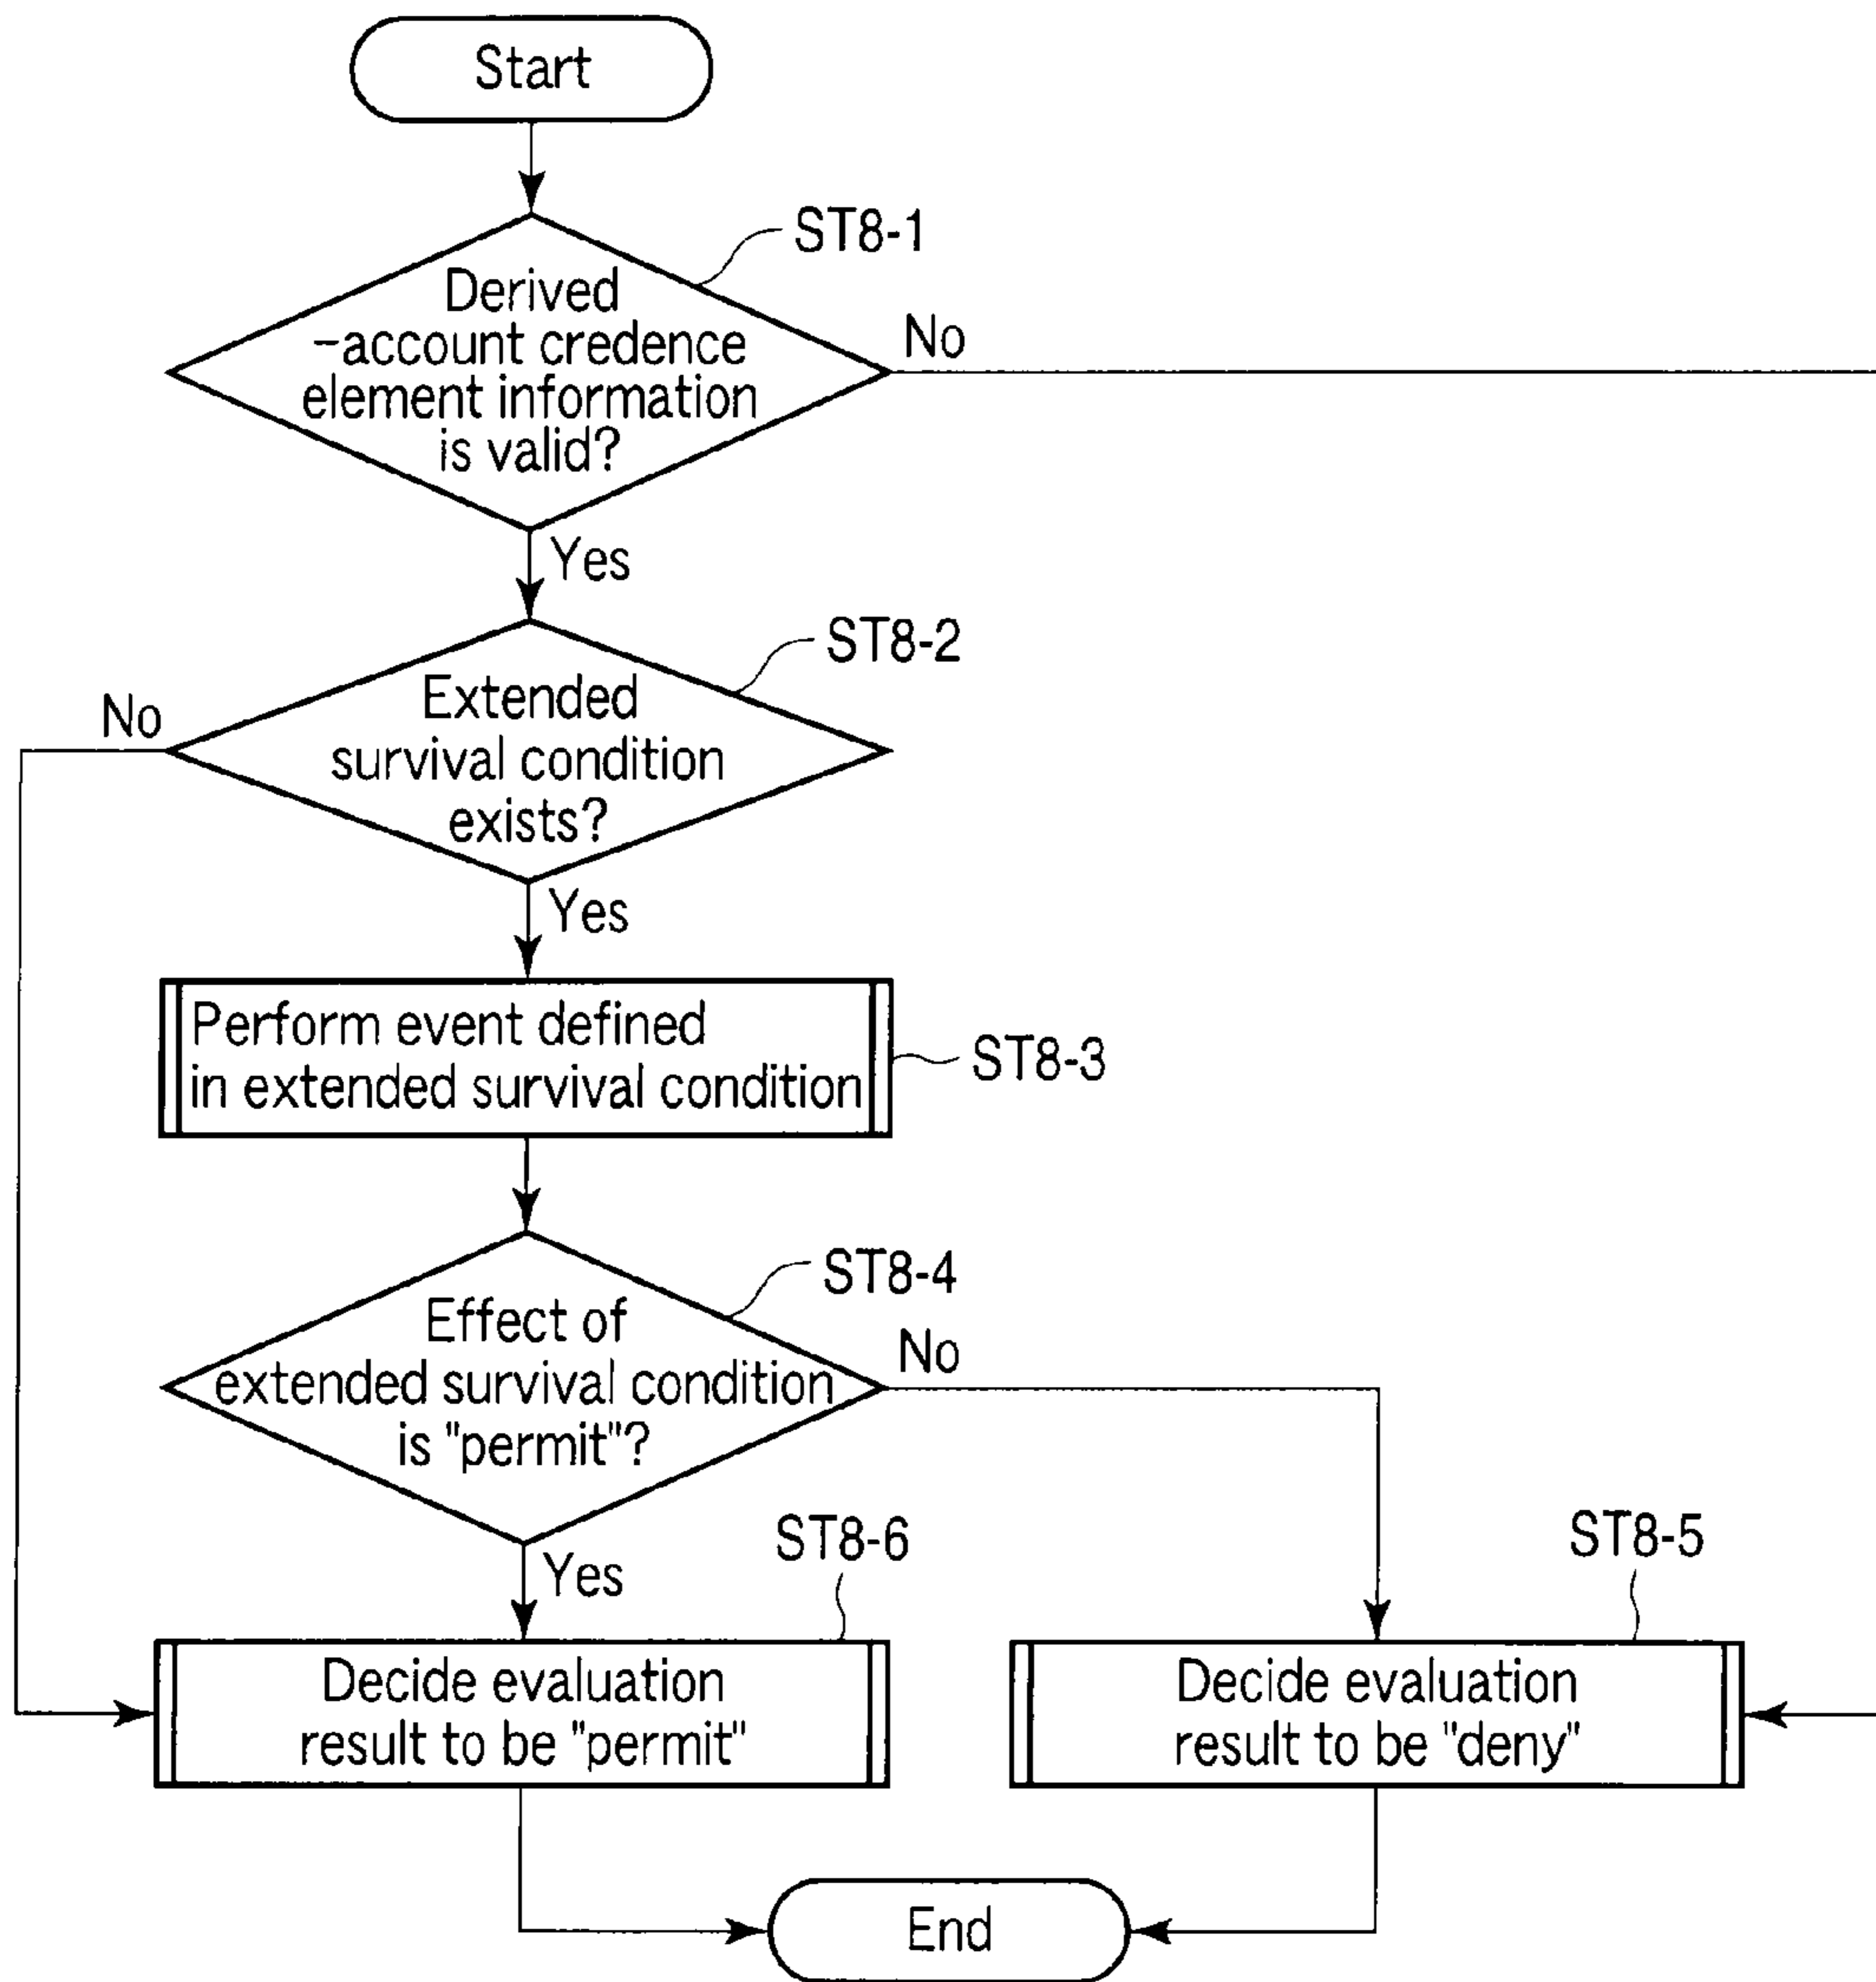 Start
ST8-1
Derived
-account credence
element information
is valid?
No
Yes
ST8-2
Extended
survival condition
exists?
No
Yes
Perform event defined
in extended survival condition
ST8-3
ST8-4
Effect of
extended survival condition
is "permit"?
No
Yes
ST8-6
ST8-5
Decide evaluation
result to be "permit"
Decide evaluation
result to be "deny"
End